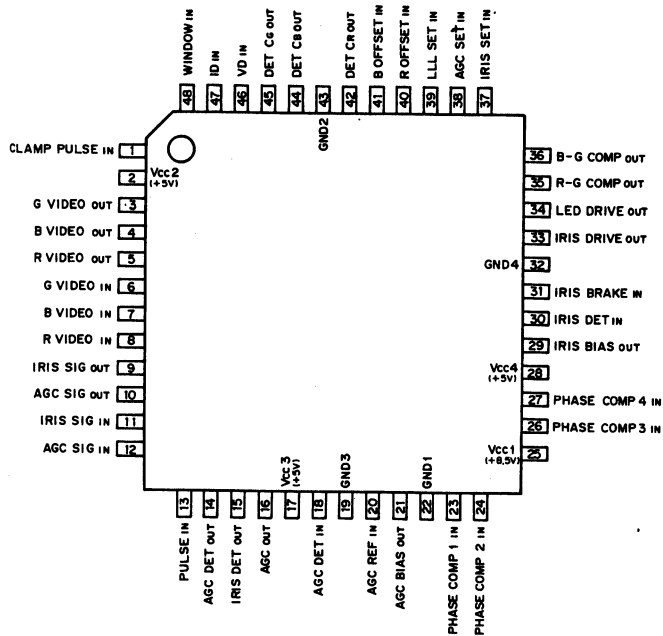 WINDOW IN
ID IN
VD IN
DET CG OUT
DET CB OUT
DET CR OUT
B OFFSET IN
R OFFSET IN
LLL SET IN
AGC SET IN
IRIS SET IN
48 47 46 45 44 43 42 41 40 39 38 37
GND2
CLAMP PULSE IN 1
2 Vcc2
(+5V)
G VIDEO OUT 3
B VIDEO OUT 4
R VIDEO OUT 5
G VIDEO IN 6
B VIDEO IN 7
R VIDEO IN 8
IRIS SIG OUT 9
AGC SIG OUT 10
IRIS SIG IN 11
AGC SIG IN 12
36 B-G COMP OUT
35 R-G COMP OUT
34 LED DRIVE OUT
33 IRIS DRIVE OUT
GND4 32
31 IRIS BRAKE IN
30 IRIS DET IN
29 IRIS BIAS OUT
Vcc4 28
(+5V)
27 PHASE COMP 4 IN
26 PHASE COMP 3 IN
Vcc1 25
(+8,5V)
Vcc3
(+5V)
GND3
GND1
13 14 15 16 17 18 19 20 21 22 23 24
PULSE IN
AGC DET OUT
IRIS DET OUT
AGC OUT
AGC DET IN
AGC REF IN
AGC BIAS OUT
PHASE COMP 1 IN
PHASE COMP 2 IN